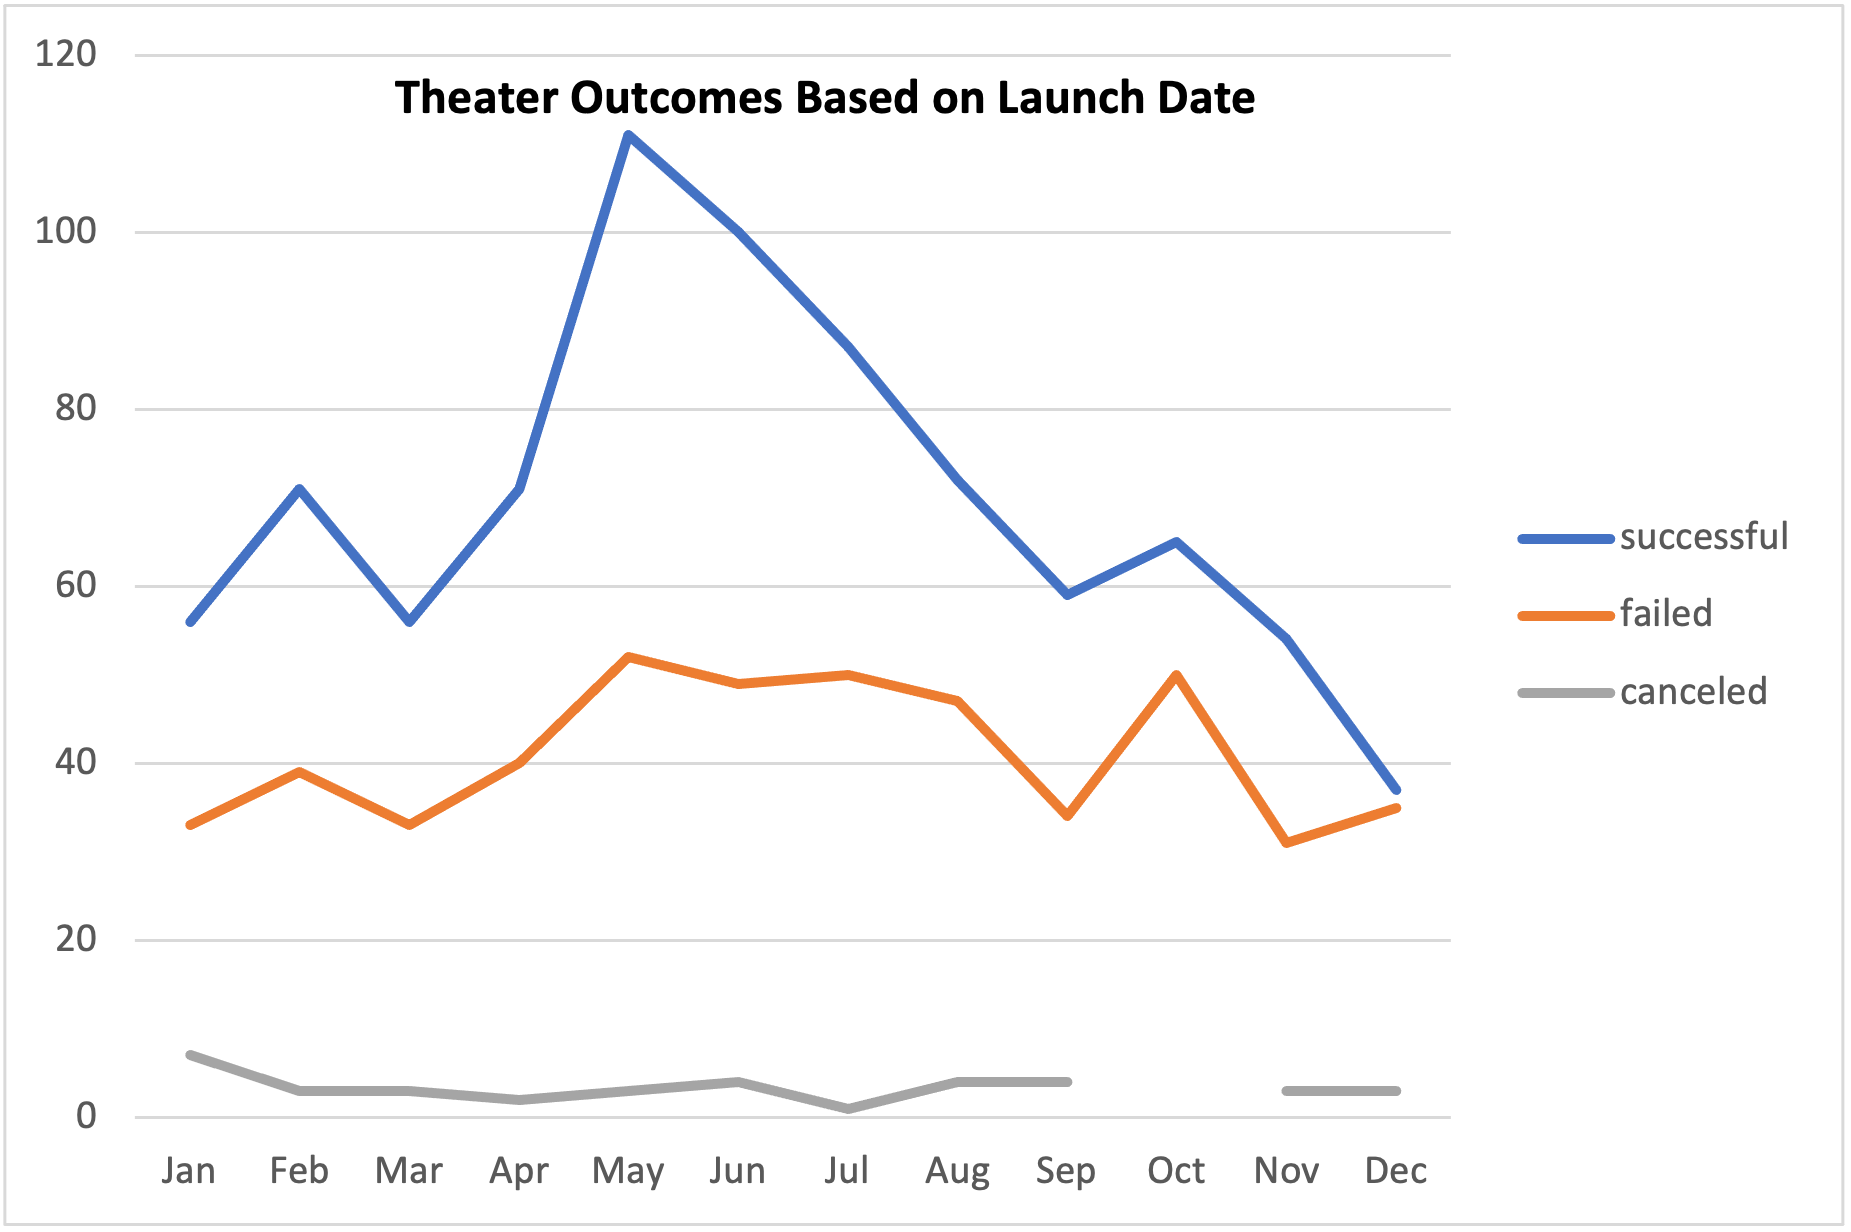 Theater Outcomes Based on Launch Date
120
100
80
60
40
20
0
Jan Feb Mar Apr May Jun Jul Aug Sep Oct Nov Dec
successful
failed
canceled